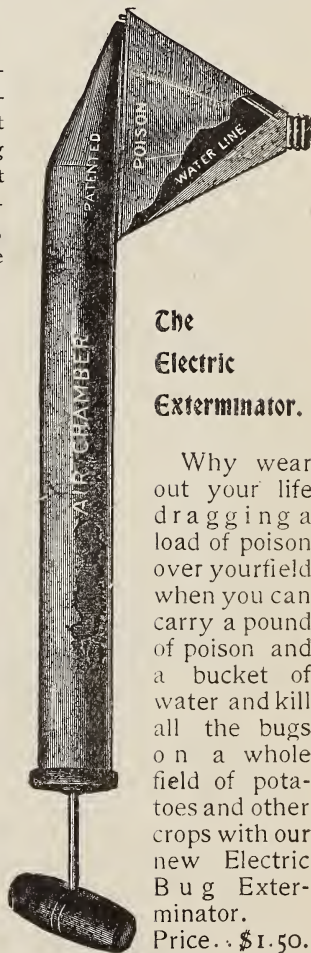 PATENTED
POISON
WATER LINE
AIR CHAMBER
The
Electric
Exterminator.
Why wear
out your life
dragging a
load of poison
over yourfield
when you can
carry a pound
of poison and
a bucket of
water and kill
all the bugs
on a whole
field of pota-
toes and other
crops with our
new Electric
Bug Exter-
minator.
Price.. $1.50.